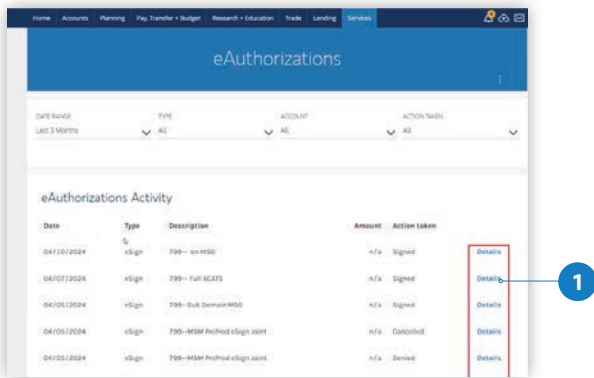 Home Accounts Planning Pay, Transfer + Budget Research + Education Trade Lending Services
eAuthorizations
DATE RANGE TYPE ACCOUNT ACTION TAKEN
Last 3 Months All All All
eAuthorizations Activity
Date Type Description Amount Action taken
04/10/2024 eSign 799-- on MSO n/a Signed Details
04/07/2024 eSign 799-- Full ACATS n/a Signed Details
04/05/2024 eSign 799--Sub Domain MSO n/a Signed Details
04/05/2024 eSign 799--MSM PreProd eSign Joint n/a Cancelled Details
04/05/2024 eSign 799--MSM PreProd eSign Joint n/a Denied Details
1